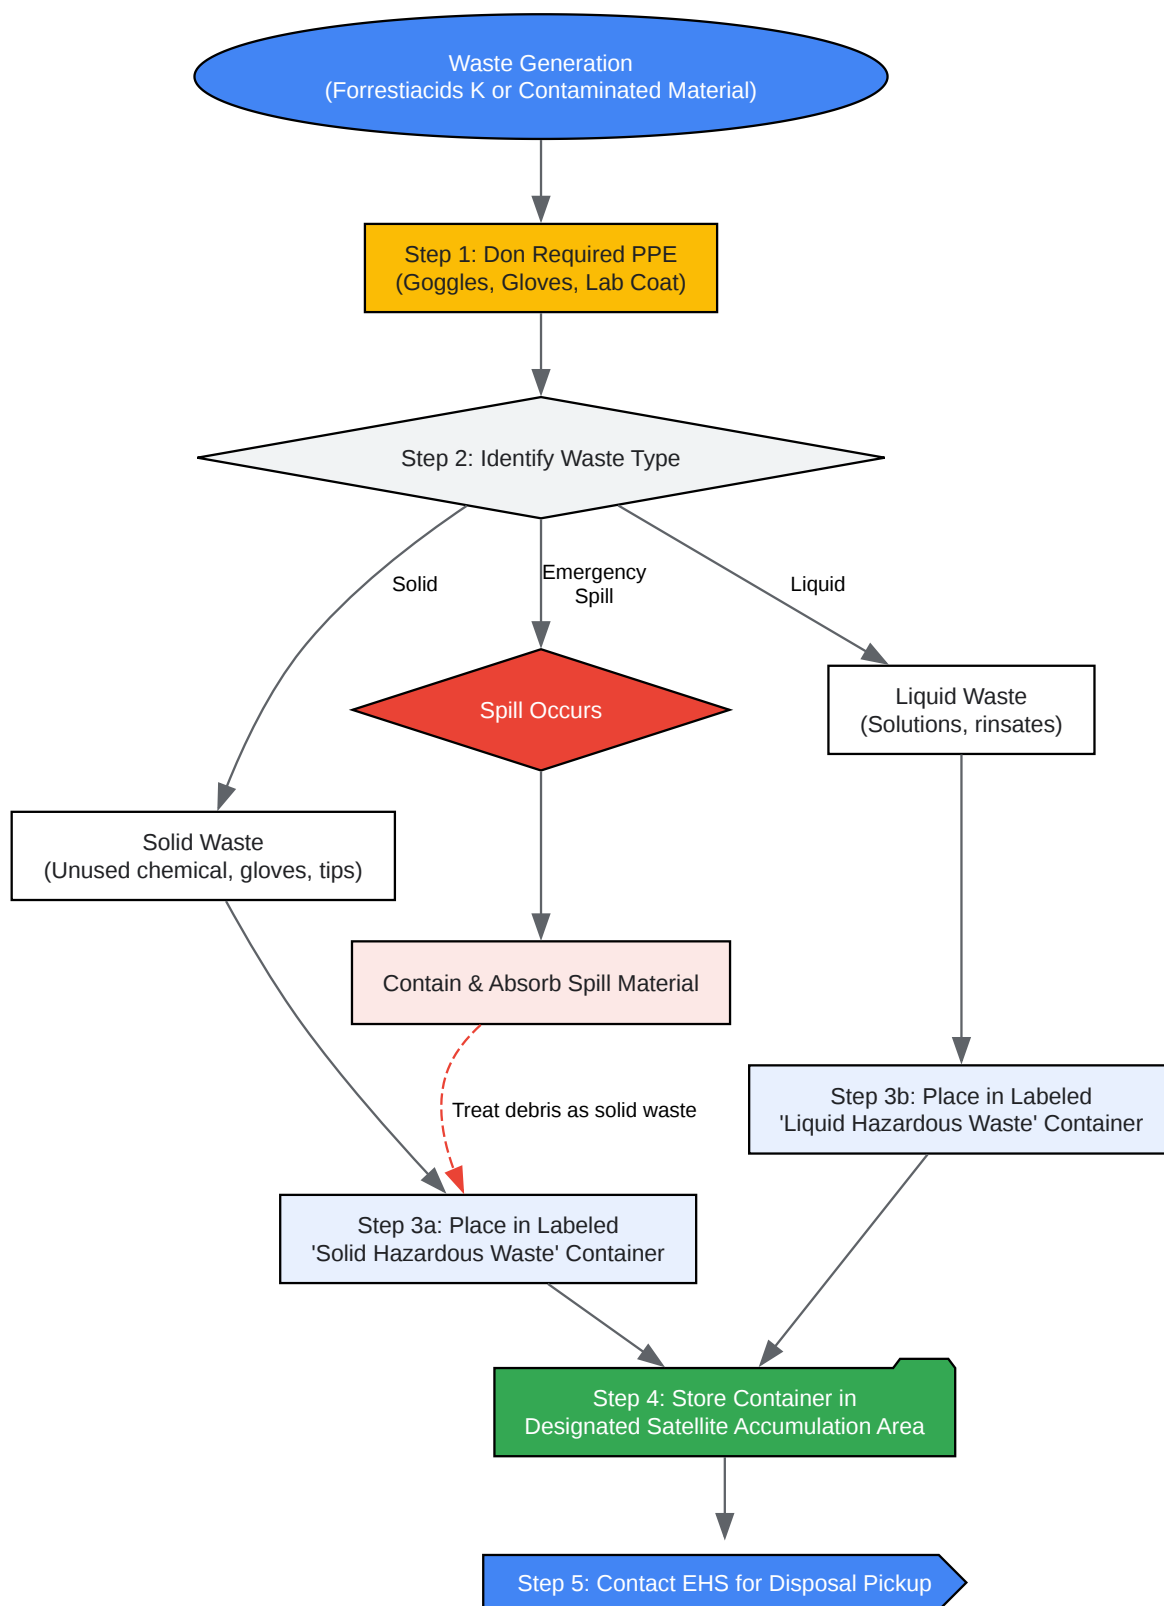 Waste Generation
(Forrestiacids K or Contaminated Material)
Step 1: Don Required PPE
(Goggles, Gloves, Lab Coat)
Step 2: Identify Waste Type
Solid
Emergency
Spill
Liquid
Spill Occurs
Liquid Waste
(Solutions, rinsates)
Solid Waste
(Unused chemical, gloves, tips)
Contain & Absorb Spill Material
Treat debris as solid waste
Step 3b: Place in Labeled
'Liquid Hazardous Waste' Container
Step 3a: Place in Labeled
'Solid Hazardous Waste' Container
Step 4: Store Container in
Designated Satellite Accumulation Area
Step 5: Contact EHS for Disposal Pickup